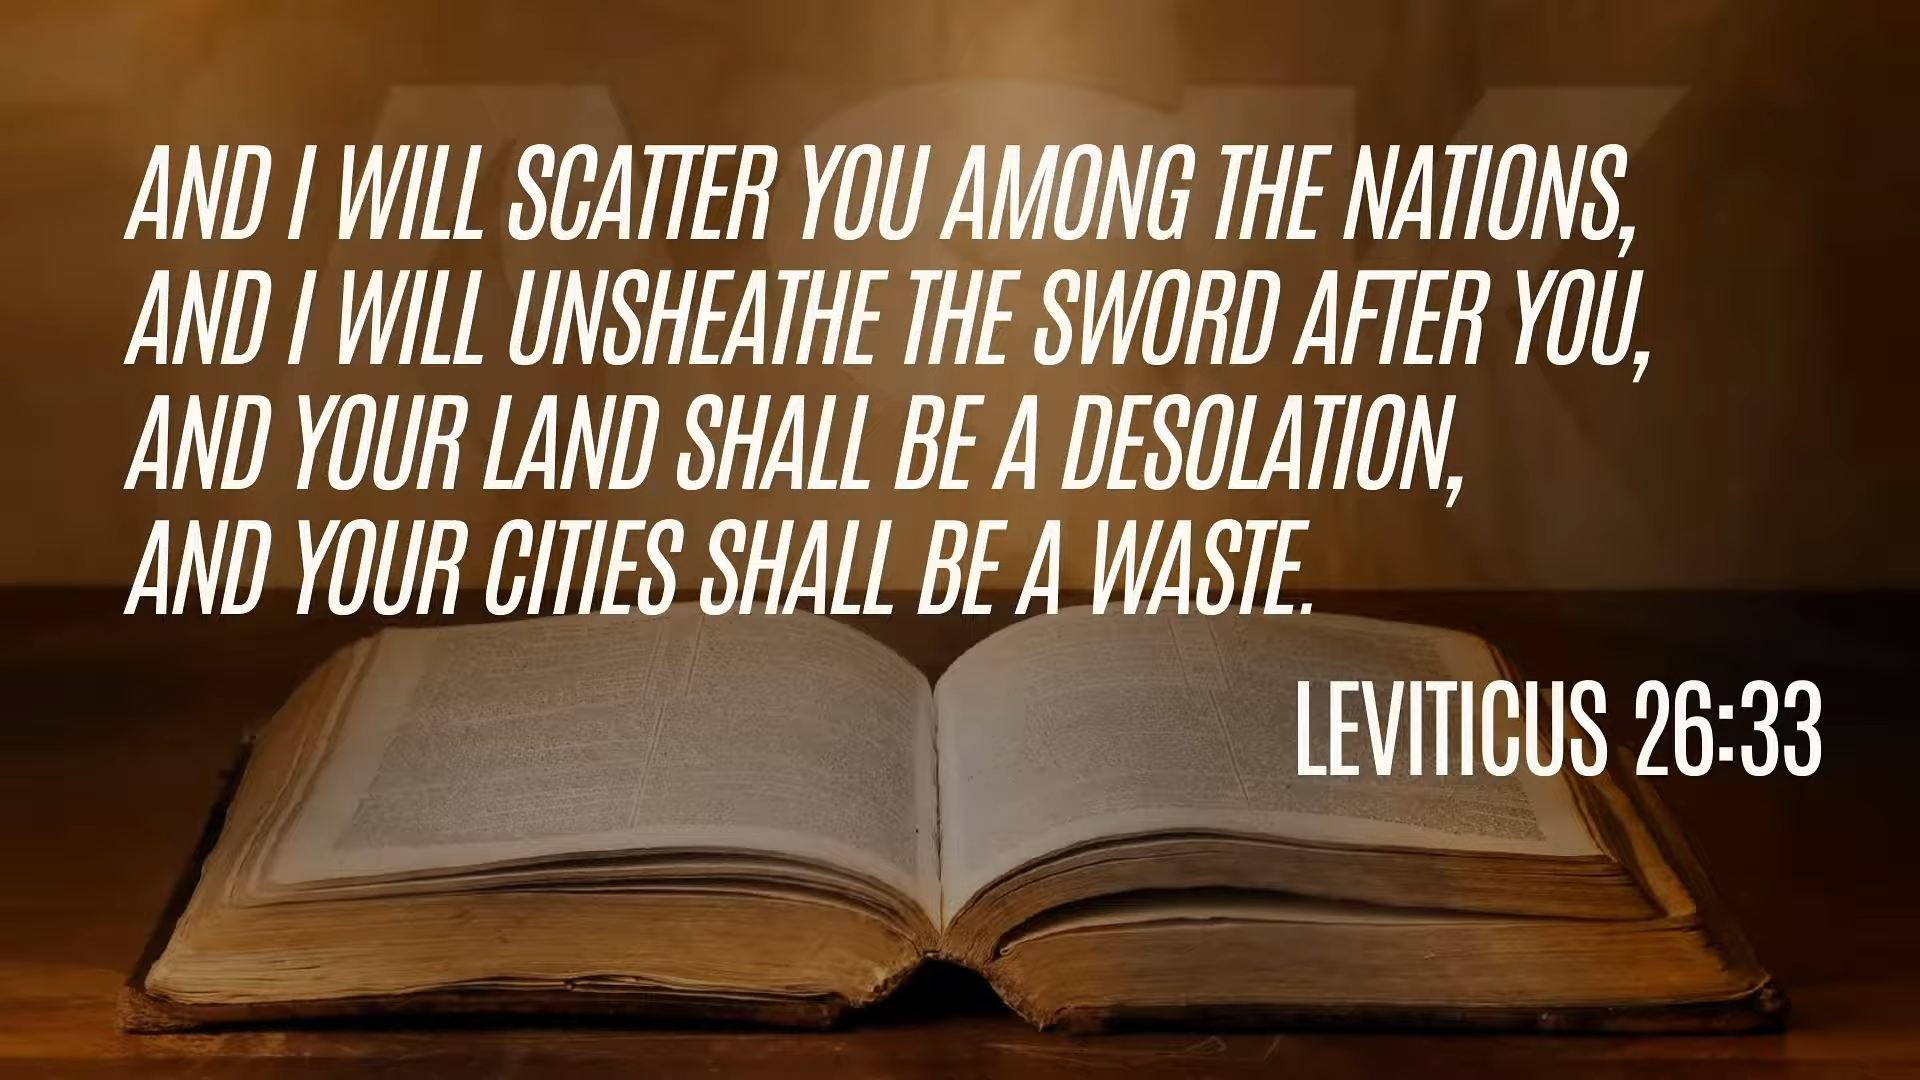 AND I WILL SCATTER YOU AMONG THE NATIONS,
AND I WILL UNSHEATHE THE SWORD AFTER YOU,
AND YOUR LAND SHALL BE A DESOLATION,
AND YOUR CITIES SHALL BE A WASTE.
LEVITICUS 26:33